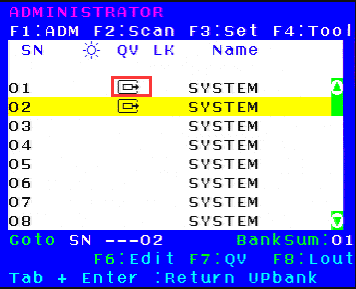 ADMINISTRATOR
F1:ADM F2:Scan F3:Set F4:Tool
SN QV LK Name
01 SYSTEM
02 SYSTEM
03 SYSTEM
04 SYSTEM
05 SYSTEM
06 SYSTEM
07 SYSTEM
08 SYSTEM
Goto SN ---02 BankSum:01
F6:Edit F7:QV F8:Lout
Tab + Enter :Return UPbank